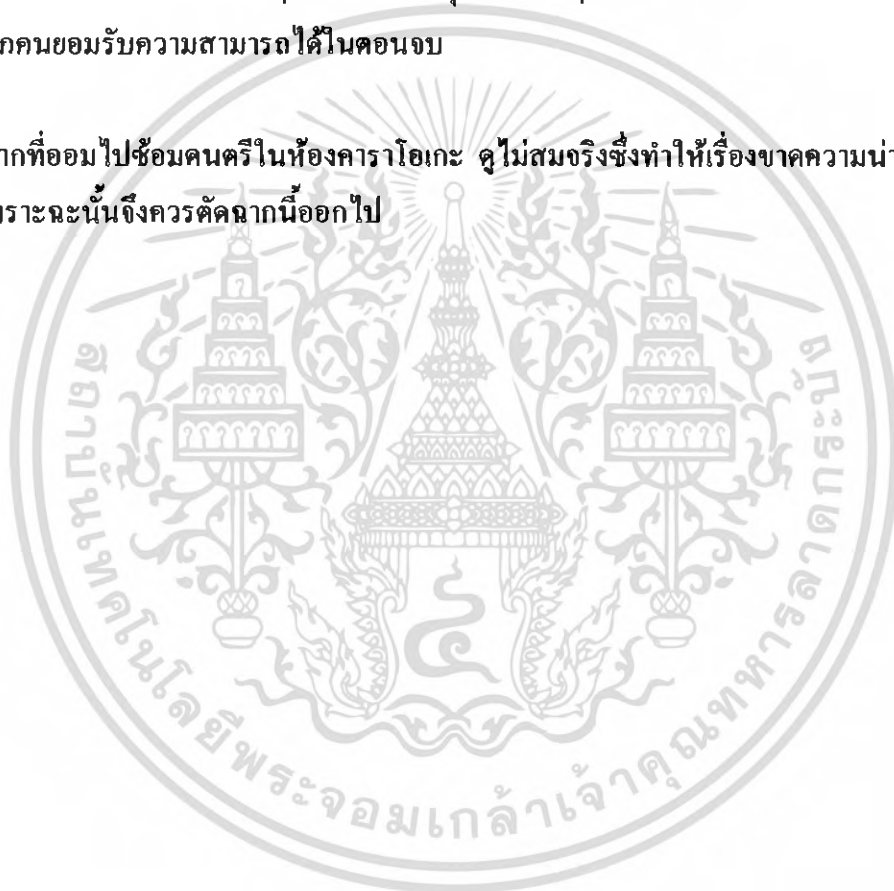 กคนยอมรับความสามารถได้ในตอนจบ
ากที่ออมไปซ้อมดนตรีในห้องคาราโอเกะ ดูไม่สมจริงซึ่งทำให้เรื่องขาดความน่า
ราะฉะนั้นจึงควรตัดฉากนี้ออกไป
สถาบันเทคโนโลยีพระจอมเกล้าเจ้าคุณทหารลาดกระบัง